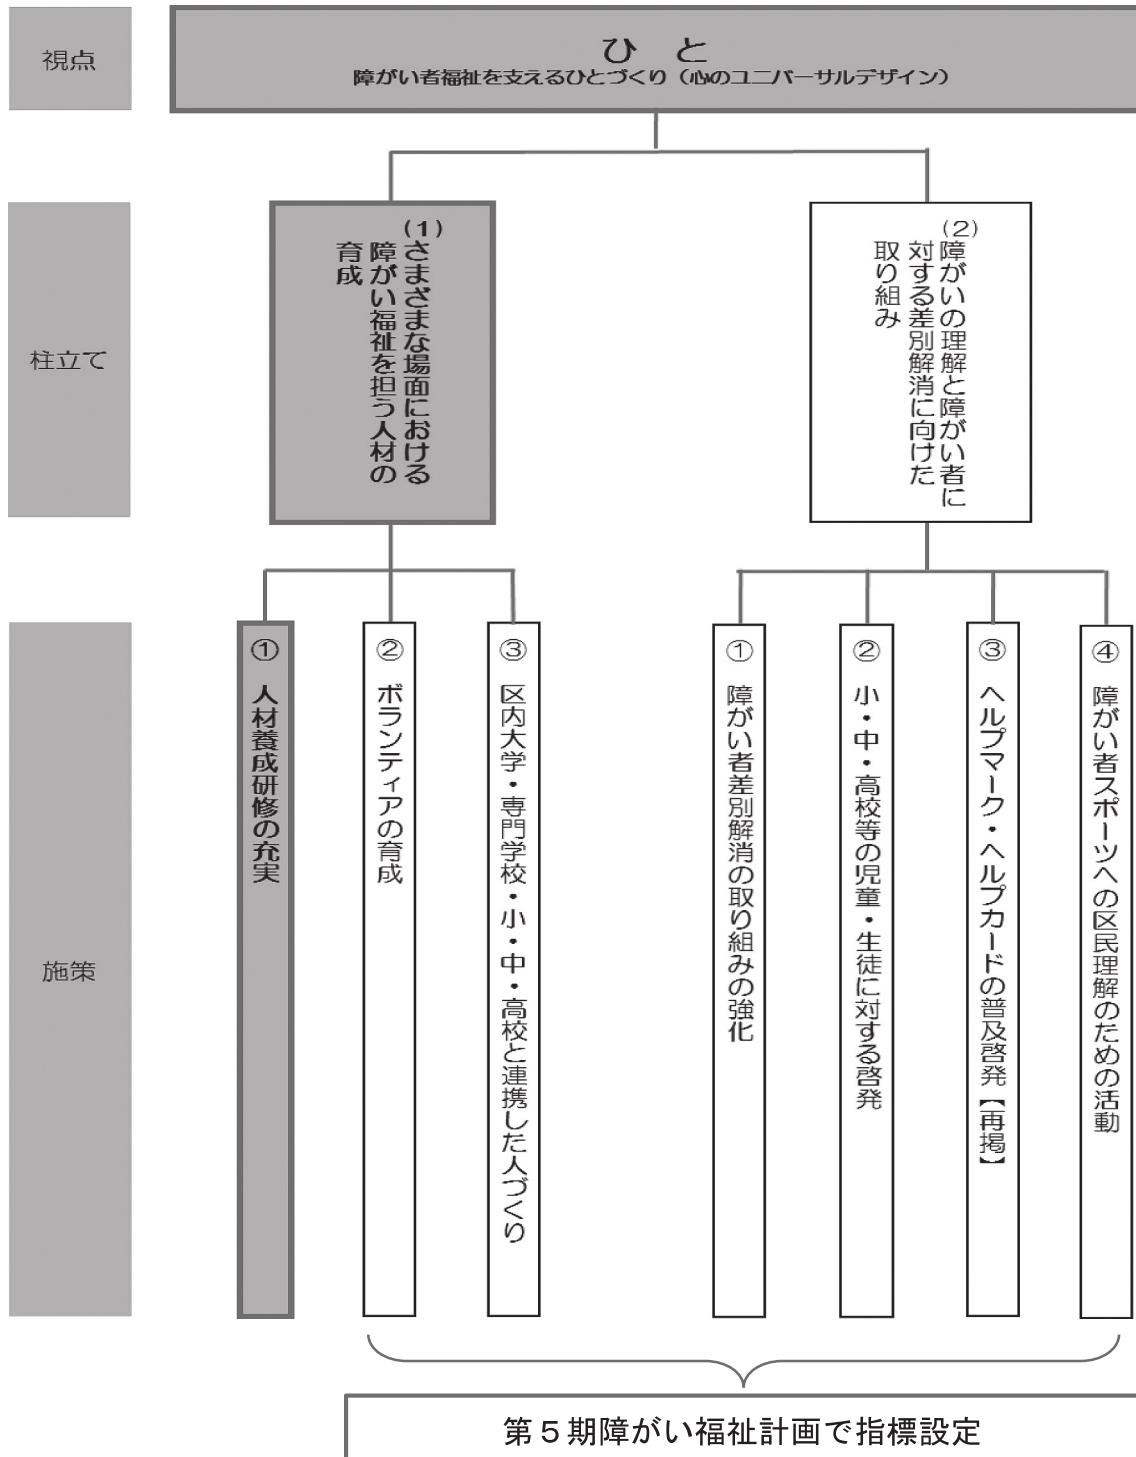 視点
ひと
障がい者福祉を支えるひとづくり（心のユニバーサルデザイン）
柱立て
(1)
さまざまな場面における
障がい福祉を担う人材の
育成
(2)
障がいの理解と障がい者に
対する差別解消に向けた
取り組み
施策
① 人材養成研修の充実
② ボランティアの育成
③ 区内大学・専門学校・小・中・高校と連携した人づくり
① 障がい者差別解消の取り組みの強化
② 小・中・高校等の児童・生徒に対する啓発
③ ヘルプマーク・ヘルプカードの普及啓発【再掲】
④ 障がい者スポーツへの区民理解のための活動
第５期障がい福祉計画で指標設定